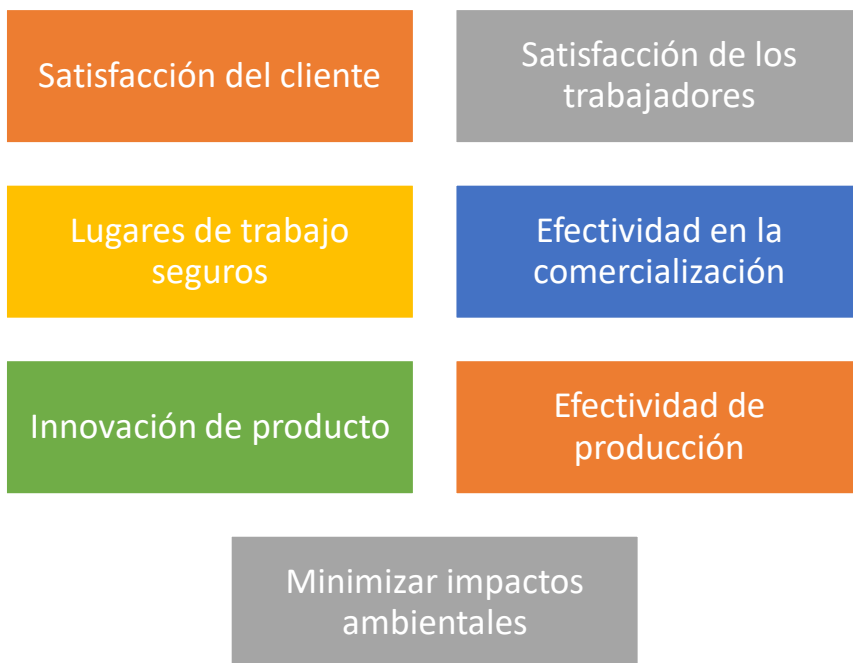 Satisfacción del cliente
Satisfacción de los
trabajadores
Lugares de trabajo
seguros
Efectividad en la
comercialización
Innovación de producto
Efectividad de
producción
Minimizar impactos
ambientales